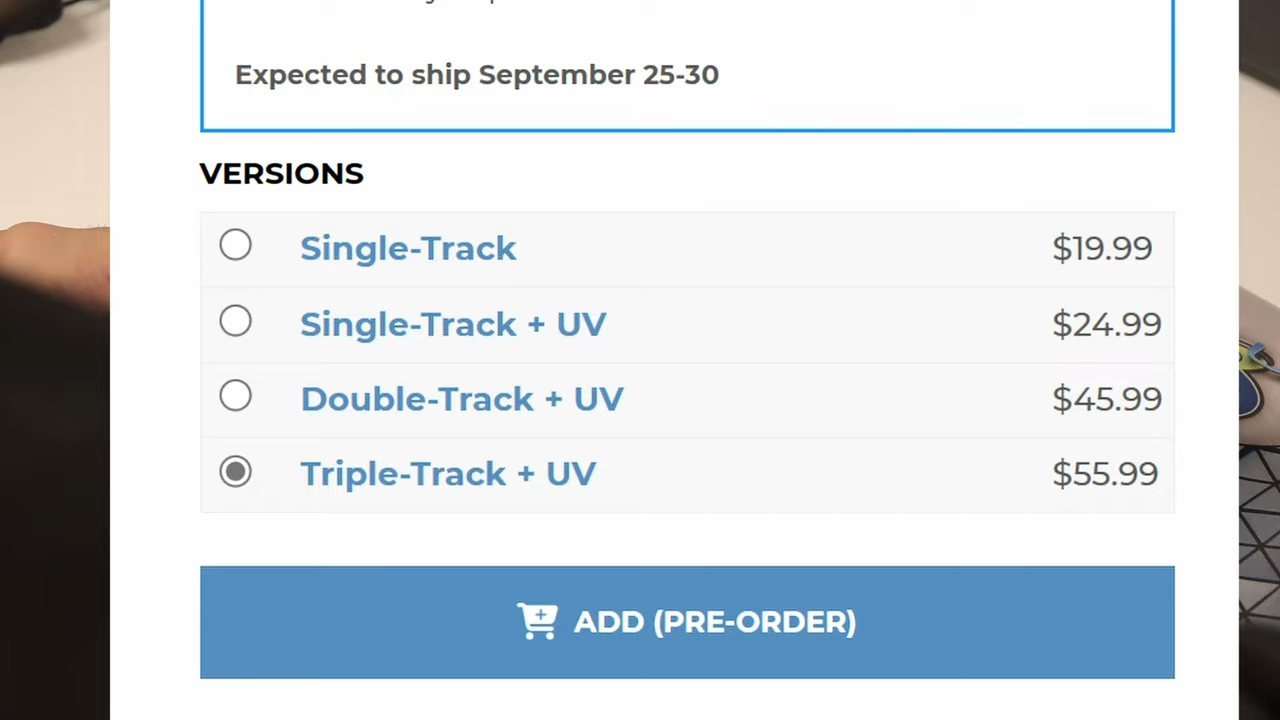 Expected to ship September 25-30
VERSIONS
Single-Track $19.99
Single-Track + UV $24.99
Double-Track + UV $45.99
Triple-Track + UV $55.99
ADD (PRE-ORDER)